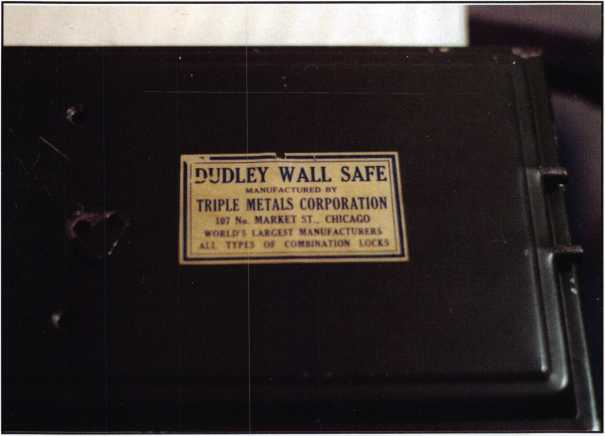 DUDLEY WALL SAFE
MANUFACTURED BY
TRIPLE METALS CORPORATION
107 No. MARKET ST., CHICAGO
WORLD'S LARGEST MANUFACTURERS
ALL TYPES OF COMBINATION LOCKS